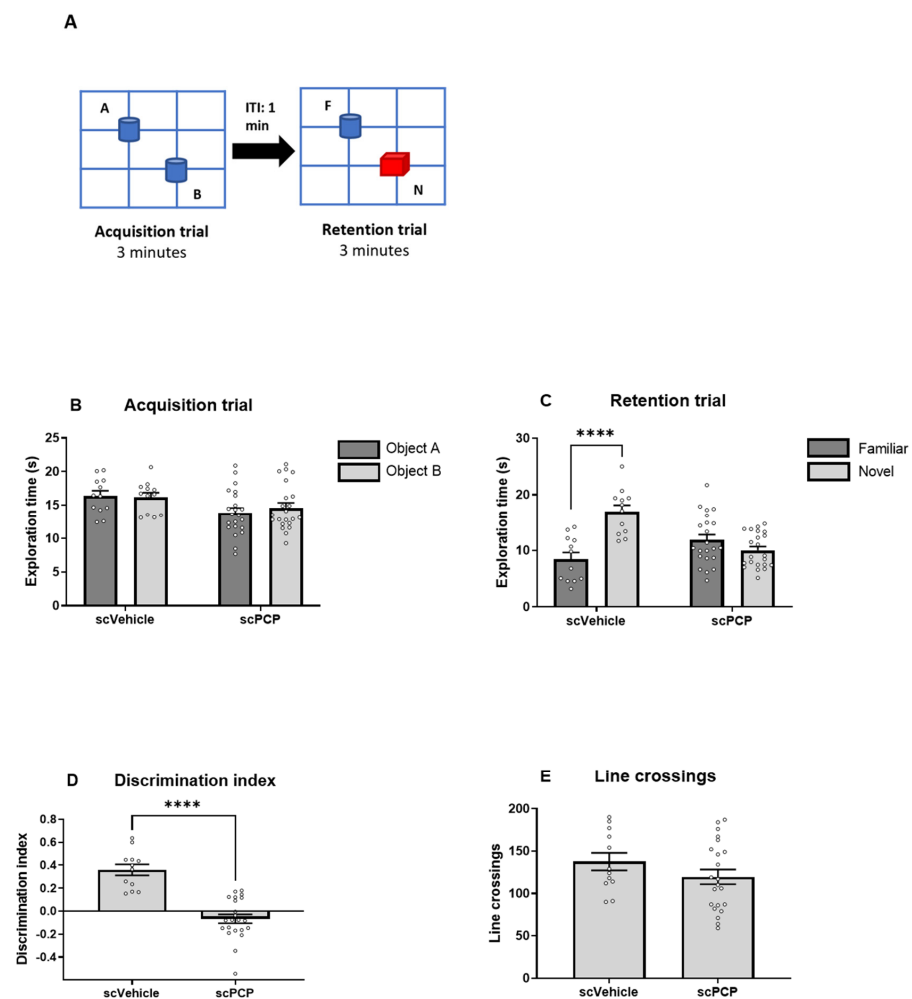 A
A
B
ITI: 1
min
F
N
Acquisition trial
3 minutes
Retention trial
3 minutes
B Acquisition trial
Exploration time (s)
25
20
15
10
5
0
scVehicle
scPCP
Object A
Object B
C Retention trial
Exploration time (s)
30
20
10
0
****
scVehicle
scPCP
Familiar
Novel
D Discrimination index
Discrimination index
0.8
0.6
0.4
0.2
0.0
-0.2
-0.4
****
scVehicle
scPCP
E Line crossings
Line crossings
200
150
100
50
0
scVehicle
scPCP